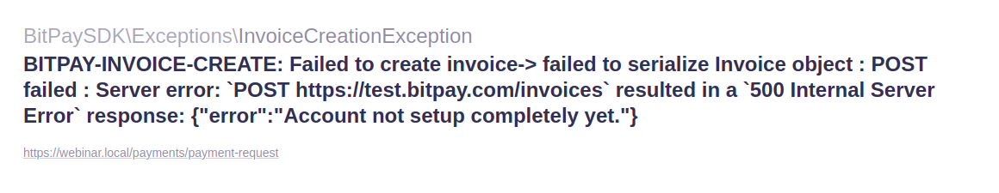 BitPaySDK\Exceptions\InvoiceCreationException
BITPAY-INVOICE-CREATE: Failed to create invoice-> failed to serialize Invoice object : POST
failed : Server error: `POST https://test.bitpay.com/invoices` resulted in a `500 Internal Server
Error` response: {"error":"Account not setup completely yet."}
https://webinar.local/payments/payment-request